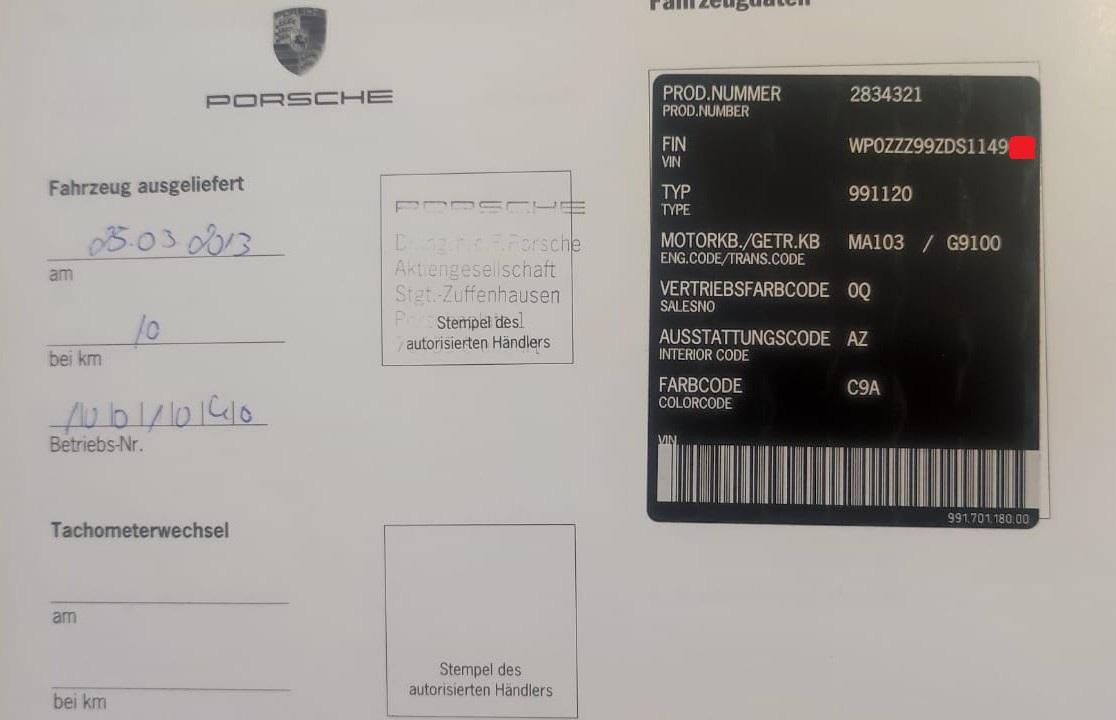 PORSCHE
Fahrzeug ausgeliefert
05.03 2013
am
10
bei km
Betriebs-Nr.
PORSCHE
Porsche
Aktiengesellschaft
Stgt.-Zuffenhausen
Stempel des
autorisierten Händlers
Tachometerwechsel
am
bei km
Stempel des
autorisierten Händlers
Fahrzeugdaten
PROD.NUMMER 2834321
PROD.NUMBER
FIN WP0ZZZ99ZDS1149
VIN
TYP 991120
TYPE
MOTORKB./GETR.KB MA103 / G9100
ENG.CODE/TRANS.CODE
VERTRIEBSFARBCODE 0Q
SALESNO
AUSSTATTUNGSCODE AZ
INTERIOR CODE
FARBCODE C9A
COLORCODE
VIN
991.701.180.00